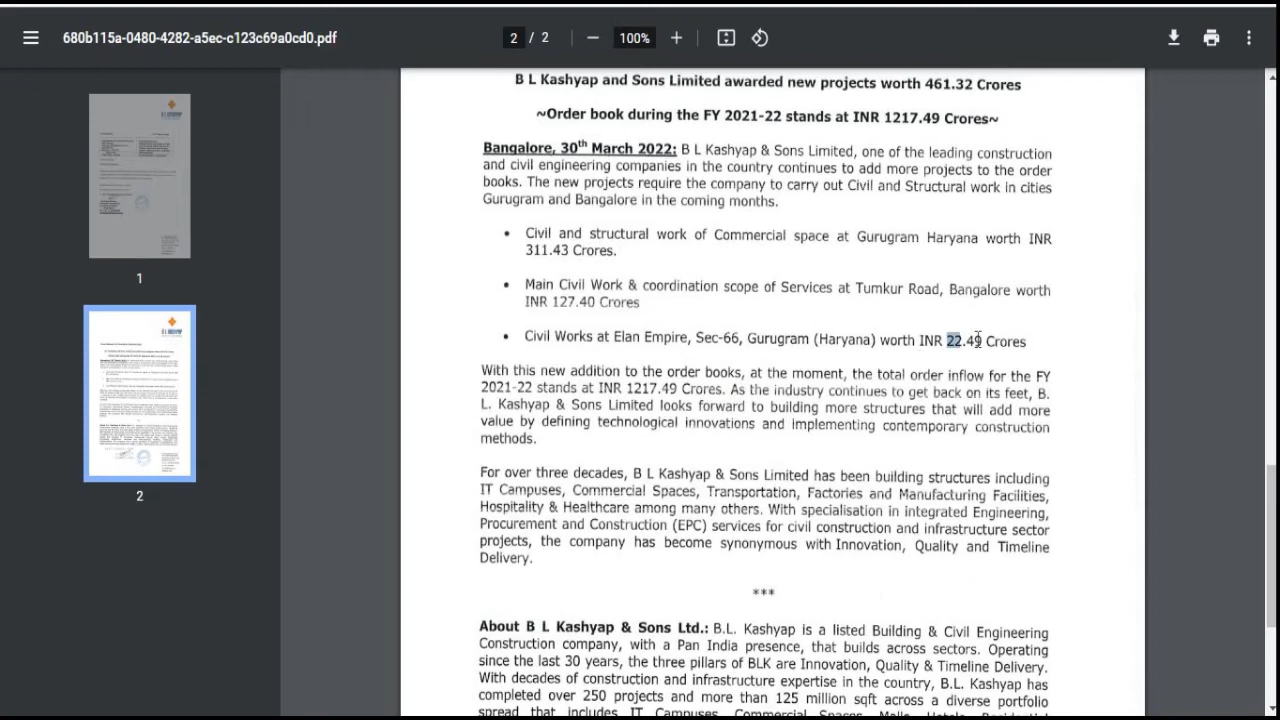 680b115a-0480-4282-a5ec-c123c69a0cd0.pdf
2 / 2
100%
1
2
B L Kashyap and Sons Limited awarded new projects worth 461.32 Crores
~Order book during the FY 2021-22 stands at INR 1217.49 Crores~
Bangalore, 30th March 2022: B L Kashyap & Sons Limited, one of the leading construction
and civil engineering companies in the country continues to add more projects to the order
books. The new projects require the company to carry out Civil and Structural work in cities
Gurugram and Bangalore in the coming months.
• Civil and structural work of Commercial space at Gurugram Haryana worth INR
311.43 Crores.
• Main Civil Work & coordination scope of Services at Tumkur Road, Bangalore worth
INR 127.40 Crores
• Civil Works at Elan Empire, Sec-66, Gurugram (Haryana) worth INR 22.49 Crores
With this new addition to the order books, at the moment, the total order inflow for the FY
2021-22 stands at INR 1217.49 Crores. As the industry continues to get back on its feet, B.
L. Kashyap & Sons Limited looks forward to building more structures that will add more
value by defining technological innovations and implementing contemporary construction
methods.
For over three decades, B L Kashyap & Sons Limited has been building structures including
IT Campuses, Commercial Spaces, Transportation, Factories and Manufacturing Facilities,
Hospitality & Healthcare among many others. With specialisation in integrated Engineering,
Procurement and Construction (EPC) services for civil construction and infrastructure sector
projects, the company has become synonymous with Innovation, Quality and Timeline
Delivery.
***
About B L Kashyap & Sons Ltd.: B.L. Kashyap is a listed Building & Civil Engineering
Construction company, with a Pan India presence, that builds across sectors. Operating
since the last 30 years, the three pillars of BLK are Innovation, Quality & Timeline Delivery.
With decades of construction and infrastructure expertise in the country, B.L. Kashyap has
completed over 250 projects and more than 125 million sqft across a diverse portfolio
spread that includes IT Campuses, Commercial Spaces, Malls, Hotels, Residential